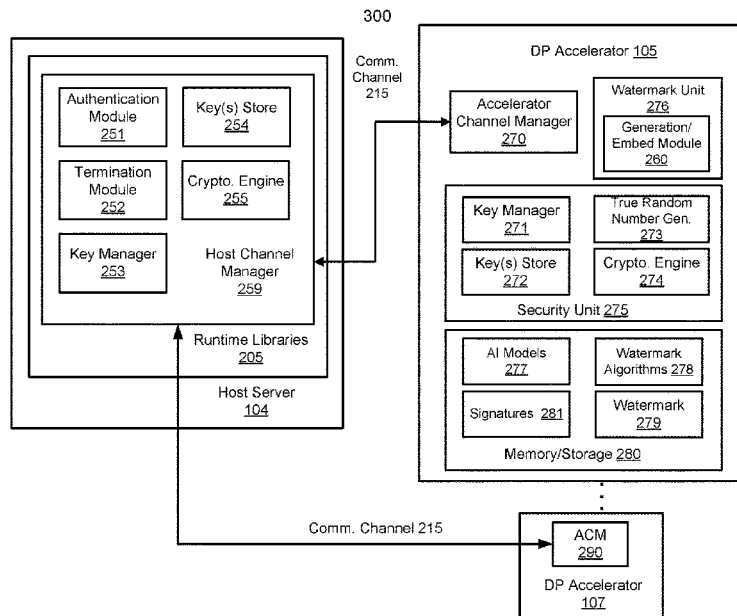 300
Comm.
Channel
215
Authentication
Module
251
Key(s) Store
254
Termination
Module
252
Crypto. Engine
255
Key Manager
253
Host Channel
Manager
259
Runtime Libraries
205
Host Server
104
DP Accelerator 105
Accelerator
Channel Manager
270
Watermark Unit
276
Generation/
Embed Module
260
Key Manager
271
True Random
Number Gen.
273
Key(s) Store
272
Crypto. Engine
274
Security Unit 275
AI Models
277
Watermark
Algorithms 278
Signatures 281
Watermark
279
Memory/Storage 280
Comm. Channel 215
ACM
290
DP Accelerator
107